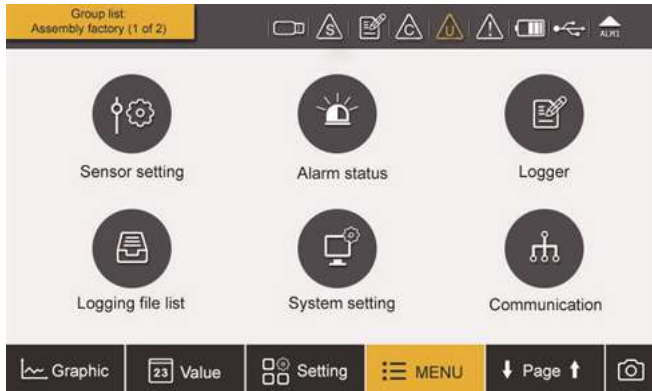 Group list:
Assembly factory (1 of 2)
S
C
U
ALM1
Sensor setting
Alarm status
Logger
Logging file list
System setting
Communication
Graphic
23 Value
Setting
MENU
Page